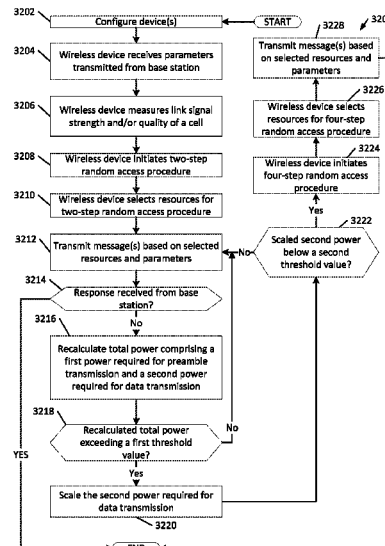 3202
Configure device(s)
START
3204
Wireless device receives parameters
transmitted from base station
3206
Wireless device measures link signal
strength and/or quality of a cell
3208
Wireless device initiates two-step
random access procedure
3210
Wireless device selects resources for
two-step random access procedure
3212
Transmit message(s) based on selected
resources and parameters
3214
Response received from base
station?
No
3216
Recalculate total power comprising a
first power required for preamble
transmission and a second power
required for data transmission
3218
Recalculated total power
exceeding a first threshold
value?
No
YES
Yes
Scale the second power required for
data transmission
3220
3222
Scaled second power
below a second
threshold value?
No
Yes
3224
Wireless device initiates
four-step random access
procedure
3226
Wireless device selects
resources for four-step
random access procedure
3228
Transmit message(s) based
on selected resources and
parameters